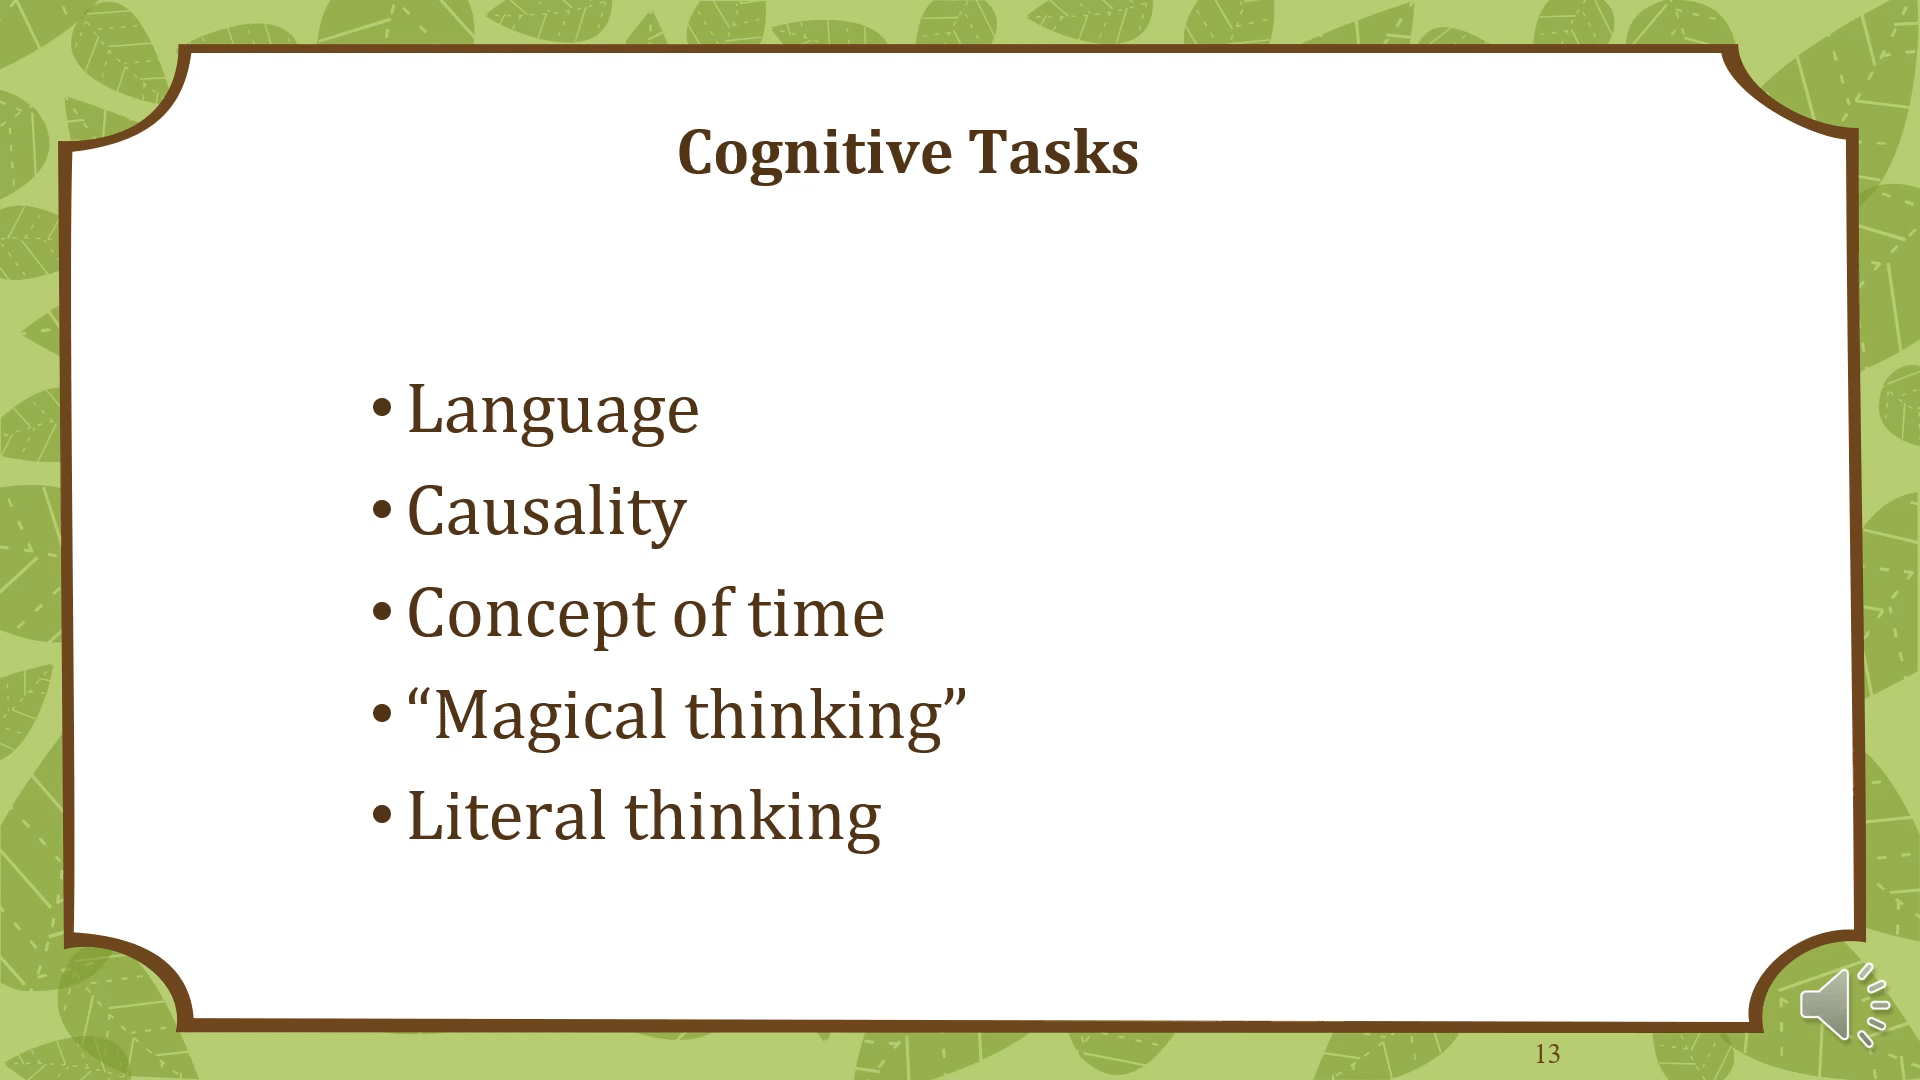 Cognitive Tasks
• Language
• Causality
• Concept of time
• “Magical thinking”
• Literal thinking
13